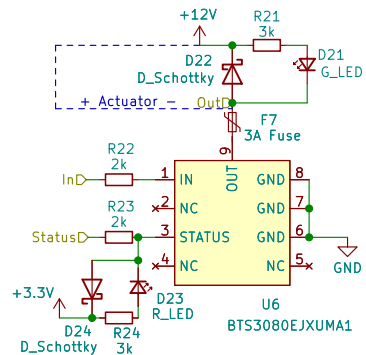 +12V
R21
3k
D22
D_Schottky
D21
G_LED
+ Actuator -
Out
F7
3A Fuse
9
R22
2k
In
1
IN
OUT
GND
8
2
NC
GND
7
R23
2k
Status
3
STATUS
GND
6
4
NC
NC
5
GND
+3.3V
D23
R_LED
U6
BTS3080EJXUMA1
D24
D_Schottky
R24
3k